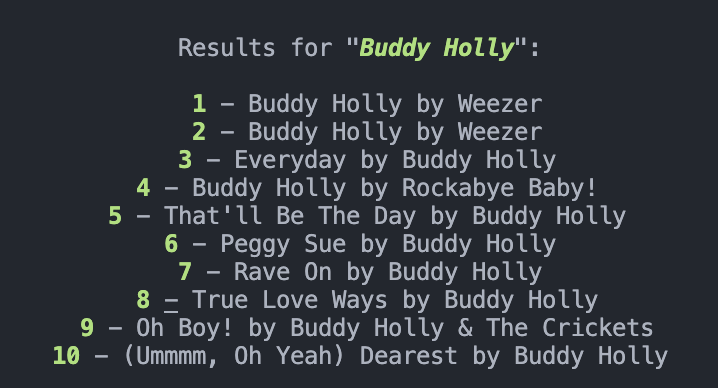 Results for "Buddy Holly":
1 – Buddy Holly by Weezer
2 – Buddy Holly by Weezer
3 – Everyday by Buddy Holly
4 – Buddy Holly by Rockabye Baby!
5 – That'll Be The Day by Buddy Holly
6 – Peggy Sue by Buddy Holly
7 – Rave On by Buddy Holly
8 – True Love Ways by Buddy Holly
9 – Oh Boy! by Buddy Holly & The Crickets
10 – (Ummmm, Oh Yeah) Dearest by Buddy Holly